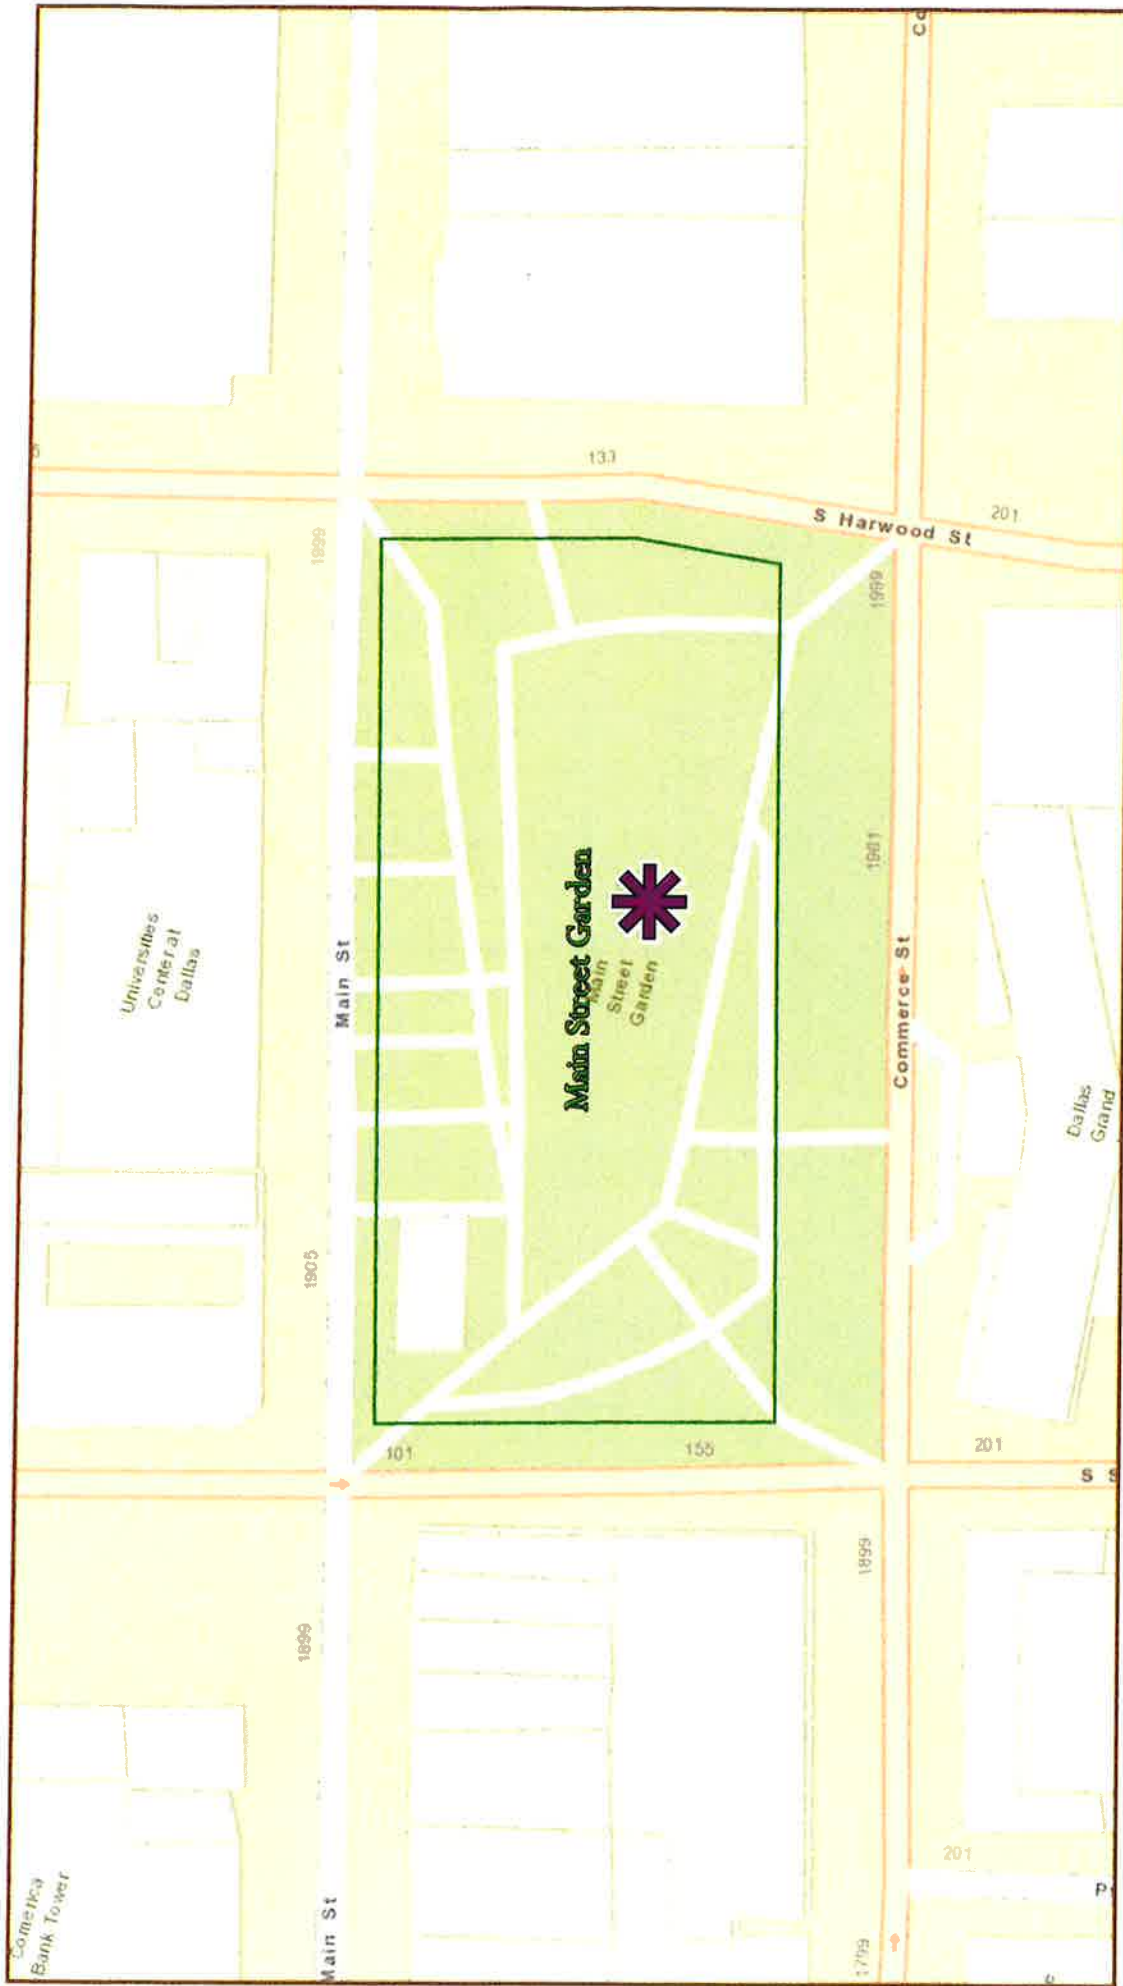 Comerica
Bank Tower
Universities
Center at
Dallas
Main St
Main St
1899
1905
1999
101
155
133
Main Street Garden
Main
Street
Garden
S Harwood St
201
1999
1901
Commerce St
Dallas
Grand
201
S S
1899
1799
201
P